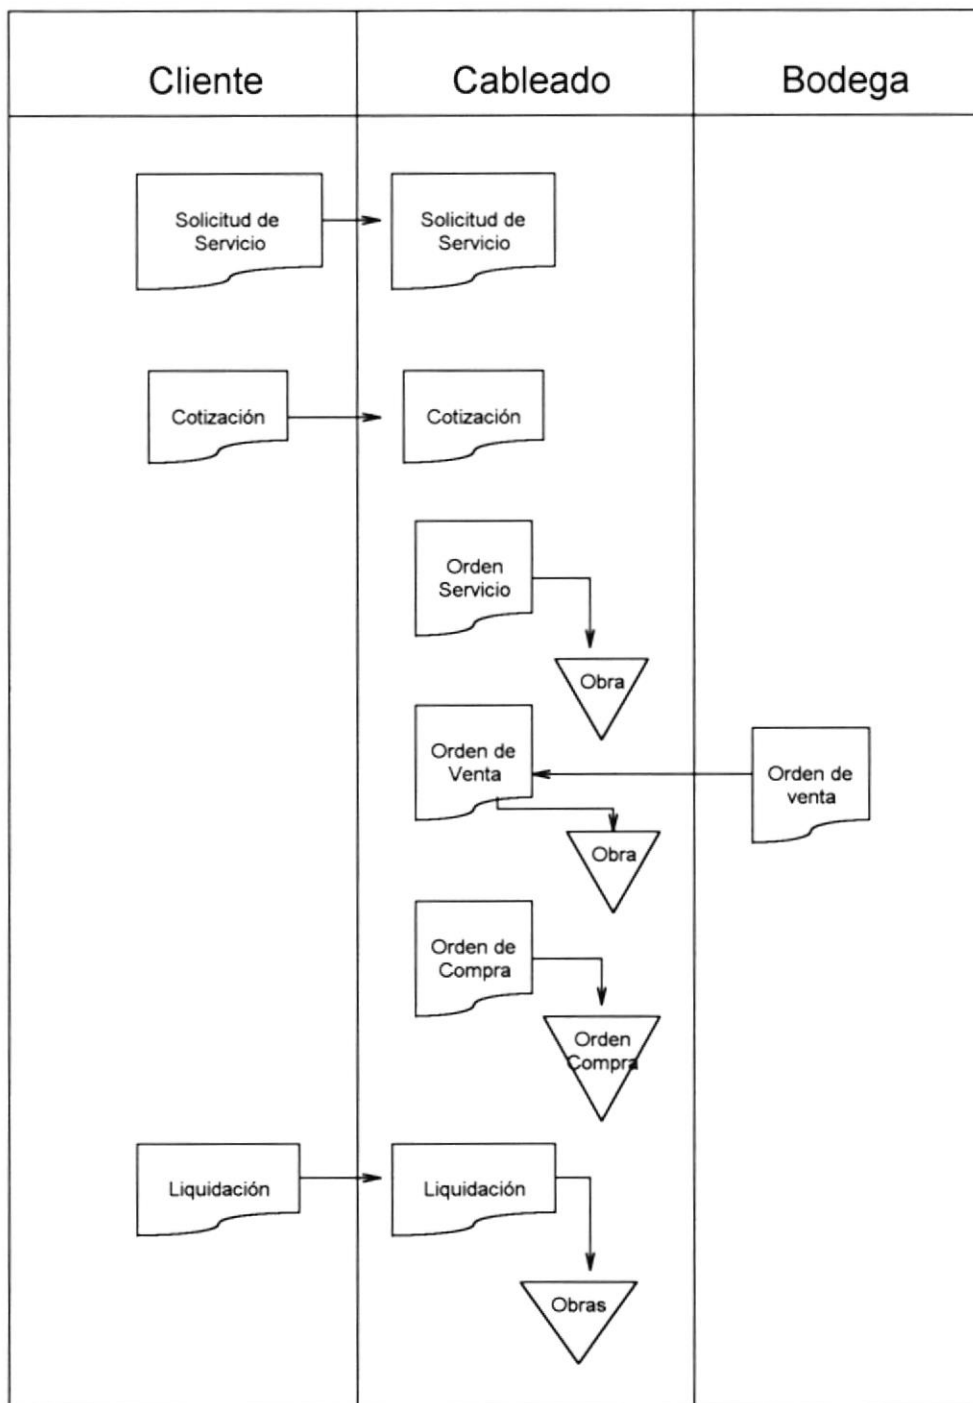 Cliente
Cableado
Bodega
Solicitud de
Servicio
Solicitud de
Servicio
Cotización
Cotización
Orden
Servicio
Obra
Orden de
Venta
Orden de
venta
Obra
Orden de
Compra
Orden
Compra
Liquidación
Liquidación
Obras